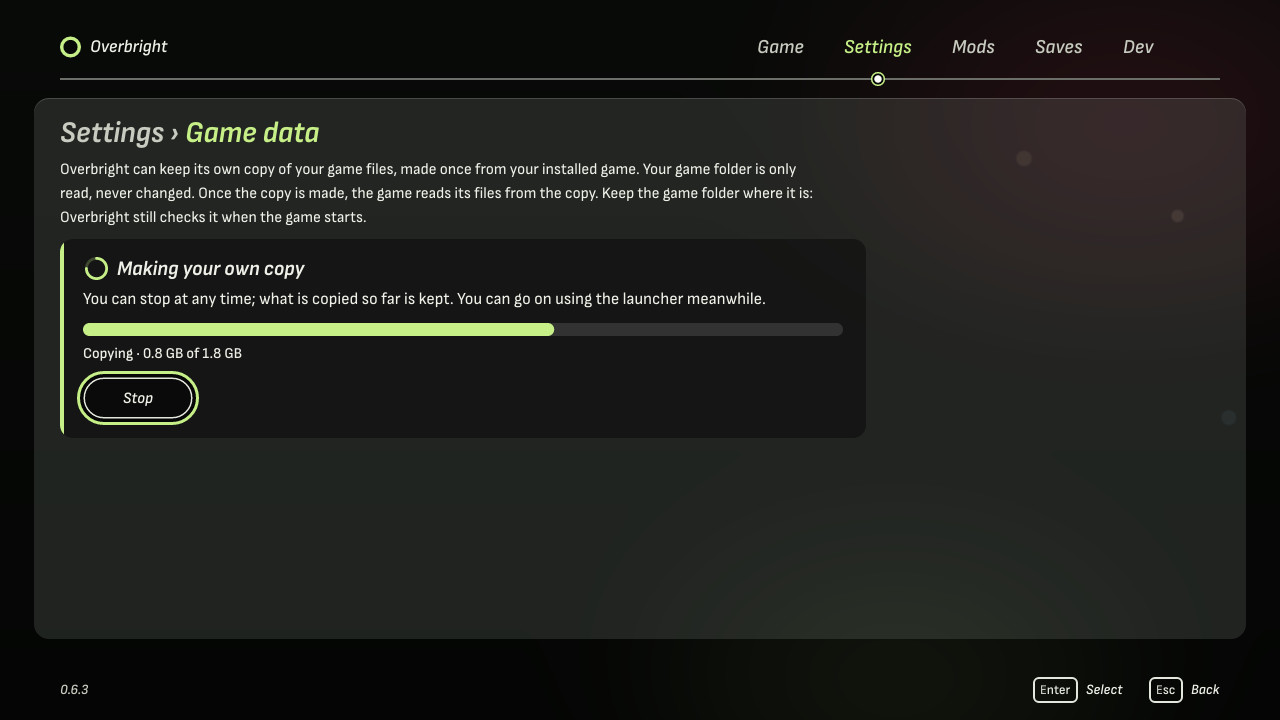 Overbright
Game
Settings
Mods
Saves
Dev
Settings › Game data
Overbright can keep its own copy of your game files, made once from your installed game. Your game folder is only
read, never changed. Once the copy is made, the game reads its files from the copy. Keep the game folder where it is:
Overbright still checks it when the game starts.
Making your own copy
You can stop at any time; what is copied so far is kept. You can go on using the launcher meanwhile.
Copying · 0.8 GB of 1.8 GB
Stop
0.6.3
Enter Select
Esc Back